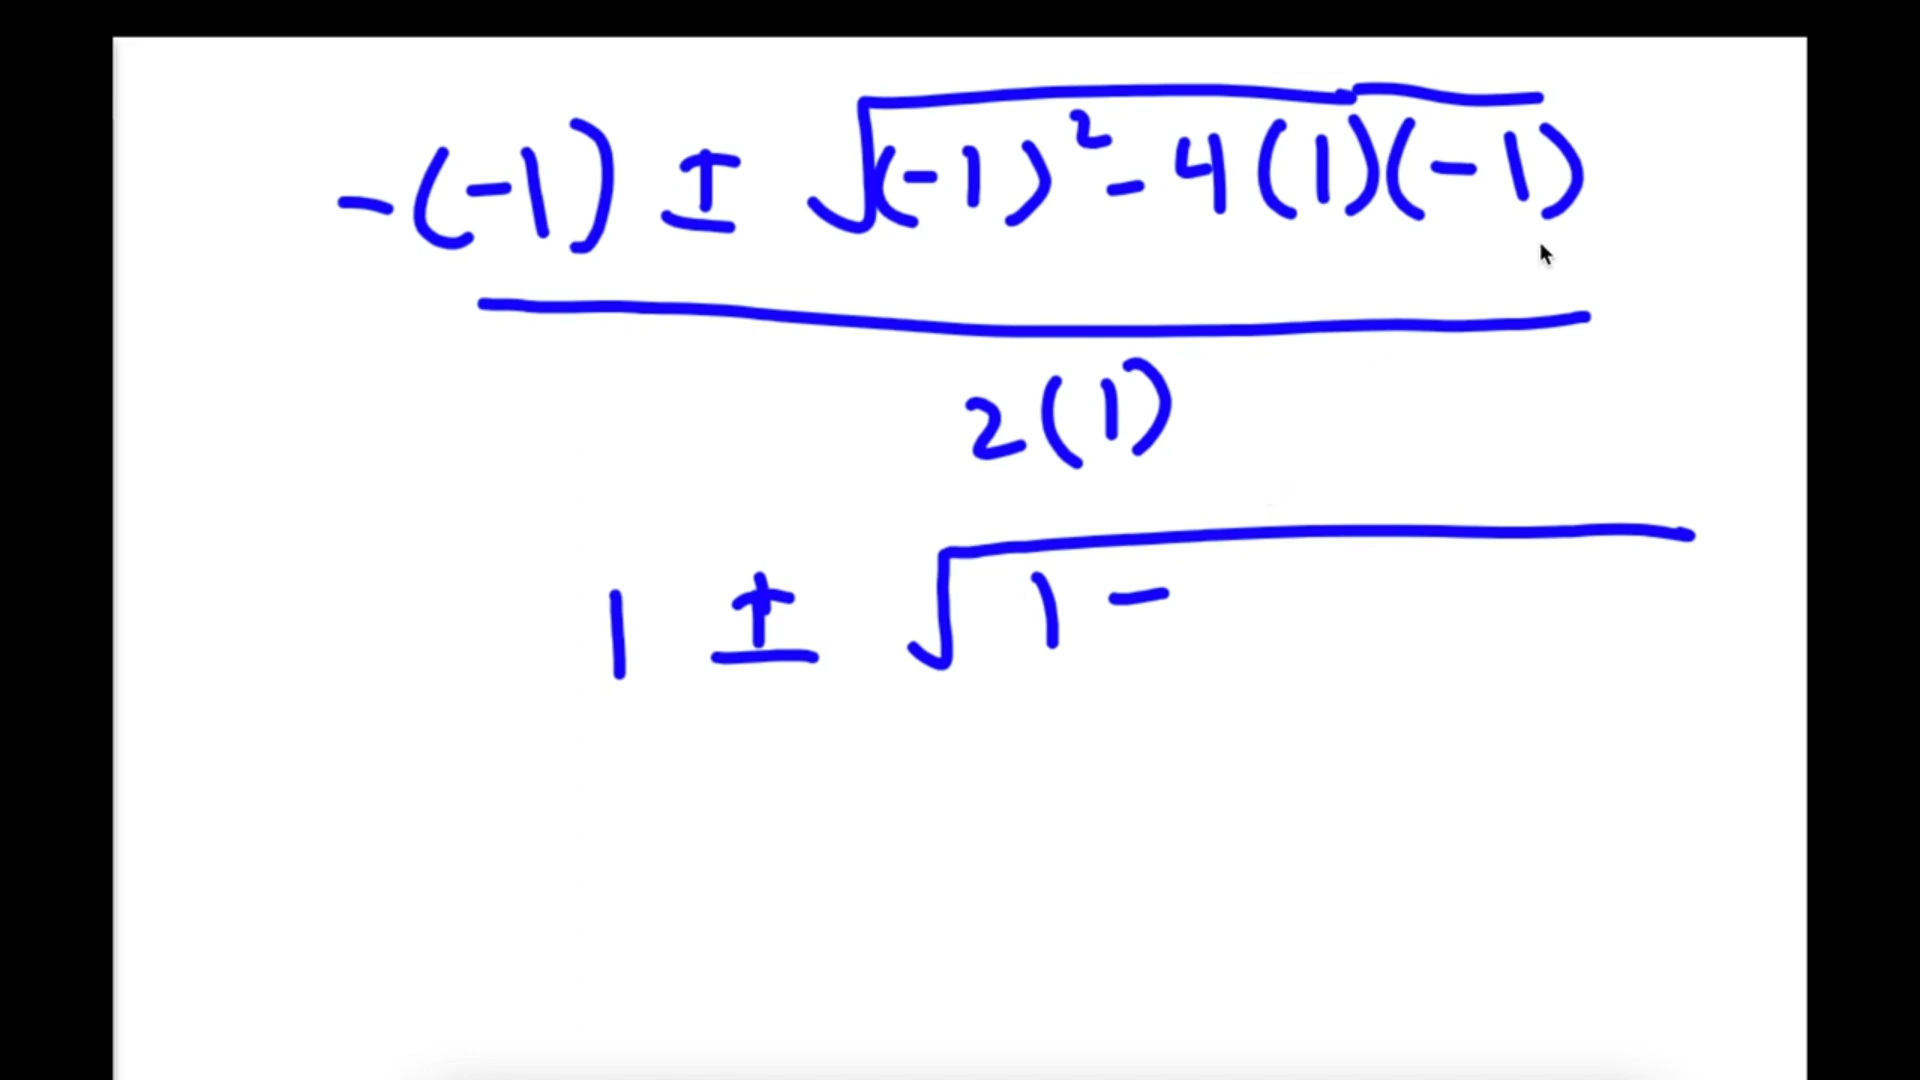 -(-1) ± √(-1)² - 4(1)(-1)
2(1)
1 ± √1 -